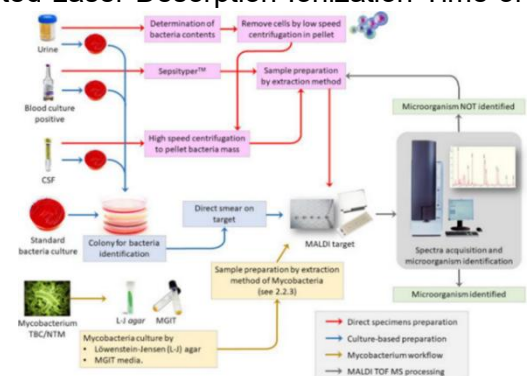 ted Laser Desorption Ionization Time of
Urine
Determination of
bacteria contents
Remove cells by low speed
centrifugation in pellet
Blood culture
positive
Sepsityper™
Sample preparation
by extraction method
Microorganism NOT identified
CSF
High speed centrifugation
to pellet bacteria mass
Standard
bacteria culture
Colony for bacteria
identification
Direct smear on
target
MALDI target
Spectra acquisition and
microorganism identification
Sample preparation by extraction
method of Mycobacteria
(see 2.2.3)
Microorganism identified
Mycobacterium
TBC/NTM
L-J agar
MGIT
Mycobacteria culture by
• Löwenstein-Jensen (L-J) agar
• MGIT media.
Direct specimens preparation
Culture-based preparation
Mycobacterium workflow
MALDI TOF MS processing